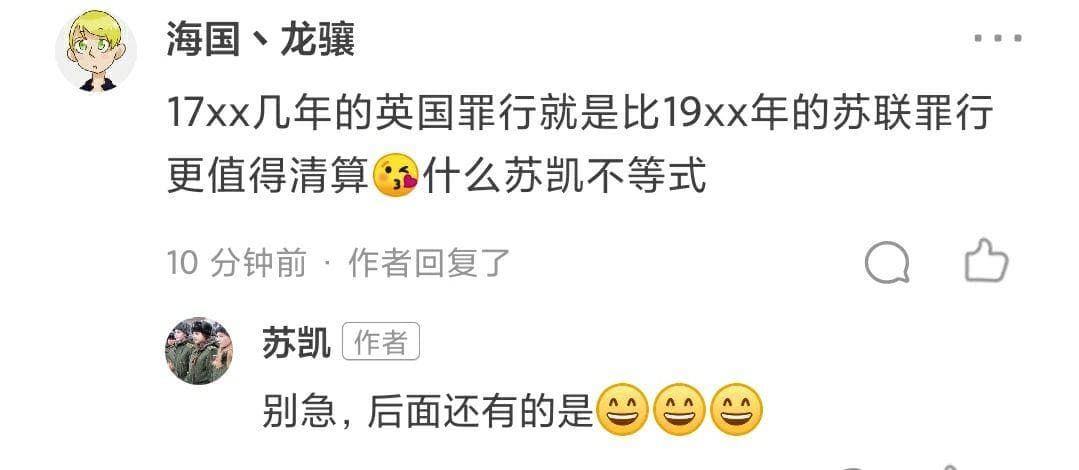 海国丶龙骧
17xx几年的英国罪行就是比19xx年的苏联罪行
更值得清算😘什么苏凯不等式
10 分钟前 · 作者回复了
苏凯 作者
别急，后面还有的是😄😄😄